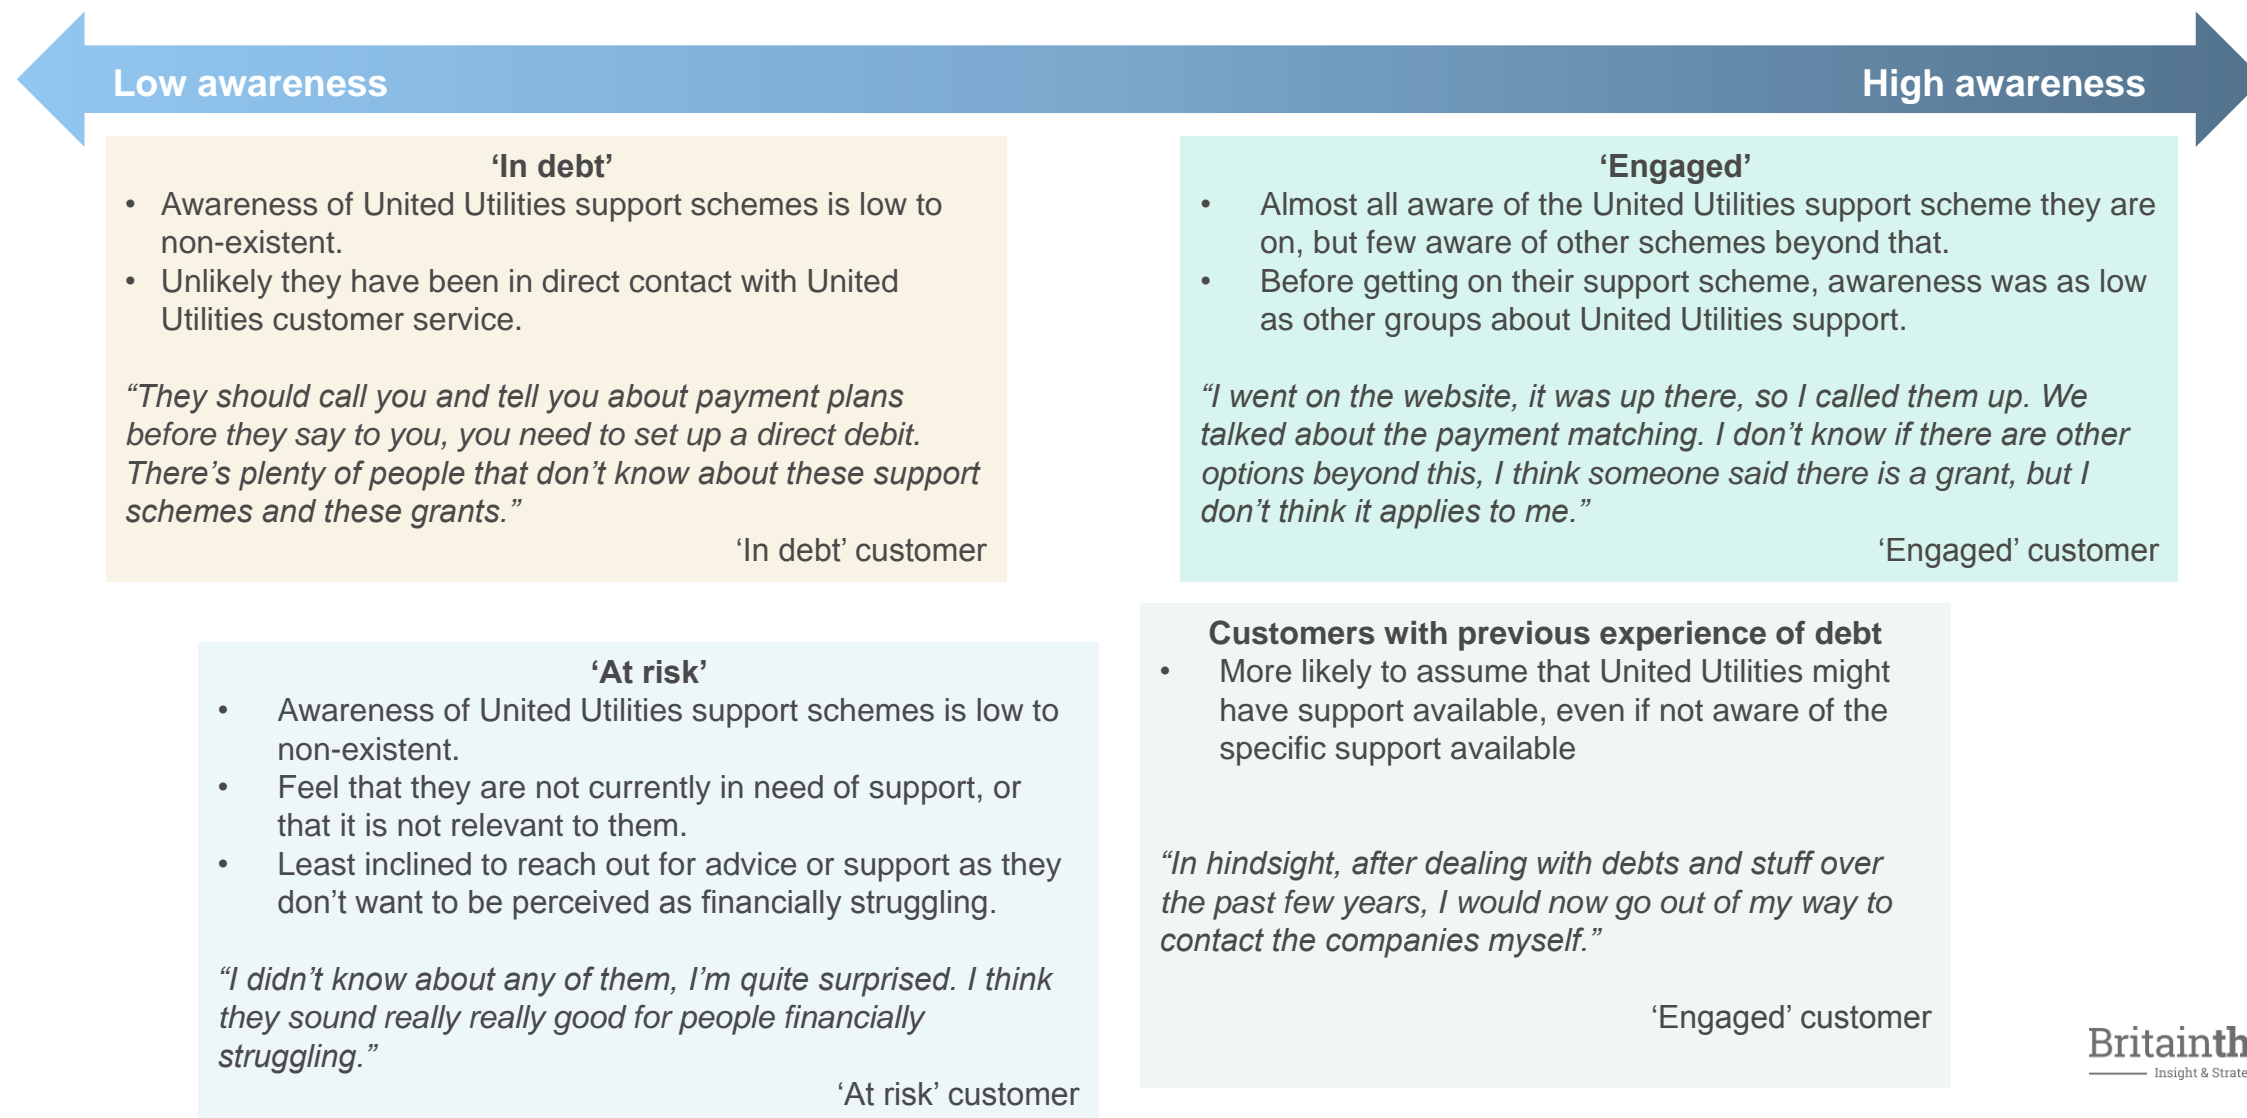 Low awareness
High awareness
‘In debt’
• Awareness of United Utilities support schemes is low to
non-existent.
• Unlikely they have been in direct contact with United
Utilities customer service.
“They should call you and tell you about payment plans
before they say to you, you need to set up a direct debit.
There’s plenty of people that don’t know about these support
schemes and these grants.”
‘In debt’ customer
‘Engaged’
• Almost all aware of the United Utilities support scheme they are
on, but few aware of other schemes beyond that.
• Before getting on their support scheme, awareness was as low
as other groups about United Utilities support.
“I went on the website, it was up there, so I called them up. We
talked about the payment matching. I don’t know if there are other
options beyond this, I think someone said there is a grant, but I
don’t think it applies to me.”
‘Engaged’ customer
‘At risk’
• Awareness of United Utilities support schemes is low to
non-existent.
• Feel that they are not currently in need of support, or
that it is not relevant to them.
• Least inclined to reach out for advice or support as they
don’t want to be perceived as financially struggling.
“I didn’t know about any of them, I’m quite surprised. I think
they sound really really good for people financially
struggling.”
‘At risk’ customer
Customers with previous experience of debt
• More likely to assume that United Utilities might
have support available, even if not aware of the
specific support available
“In hindsight, after dealing with debts and stuff over
the past few years, I would now go out of my way to
contact the companies myself.”
‘Engaged’ customer
Britainth
Insight & Strate